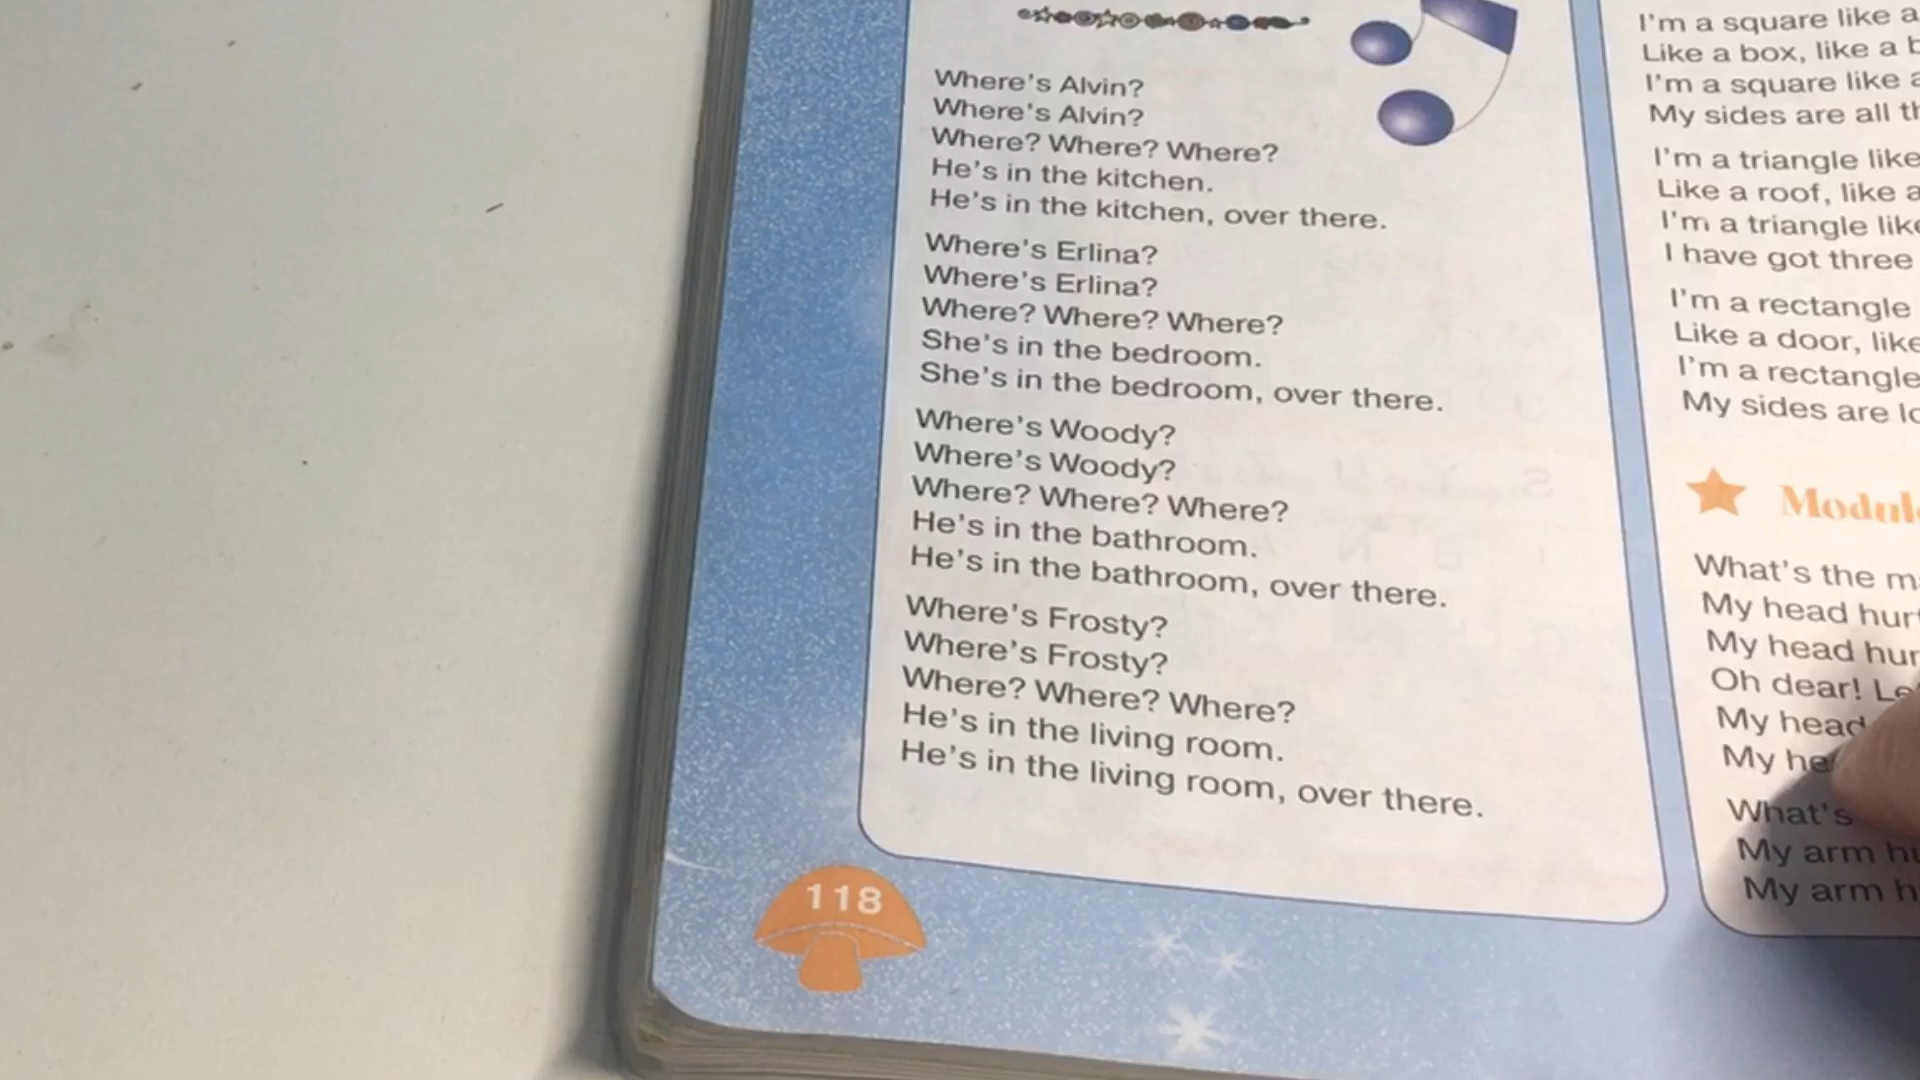 Where's Alvin?
Where's Alvin?
Where? Where? Where?
He's in the kitchen.
He's in the kitchen, over there.
Where's Erlina?
Where's Erlina?
Where? Where? Where?
She's in the bedroom.
She's in the bedroom, over there.
Where's Woody?
Where's Woody?
Where? Where? Where?
He's in the bathroom.
He's in the bathroom, over there.
Where's Frosty?
Where's Frosty?
Where? Where? Where?
He's in the living room.
He's in the living room, over there.
118
I'm a square like a
Like a box, like a
I'm a square like
My sides are all
I'm a triangle like
Like a roof, like a
I'm a triangle
I have got three
I'm a rectangle
Like a door, like
I'm a rectangle
My sides are
What's the
My head
My head
Oh dear!
My head
My
What's
My arm
My arm